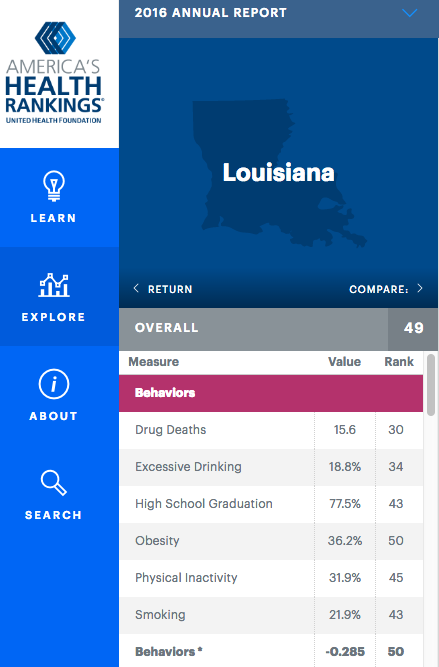 2016 ANNUAL REPORT
AMERICA'S
HEALTH
RANKINGS®
UNITED HEALTH FOUNDATION
Louisiana
RETURN COMPARE:
LEARN
EXPLORE
ABOUT
SEARCH
OVERALL 49
Measure Value Rank
Behaviors
Drug Deaths 15.6 30
Excessive Drinking 18.8% 34
High School Graduation 77.5% 43
Obesity 36.2% 50
Physical Inactivity 31.9% 45
Smoking 21.9% 43
Behaviors * -0.285 50